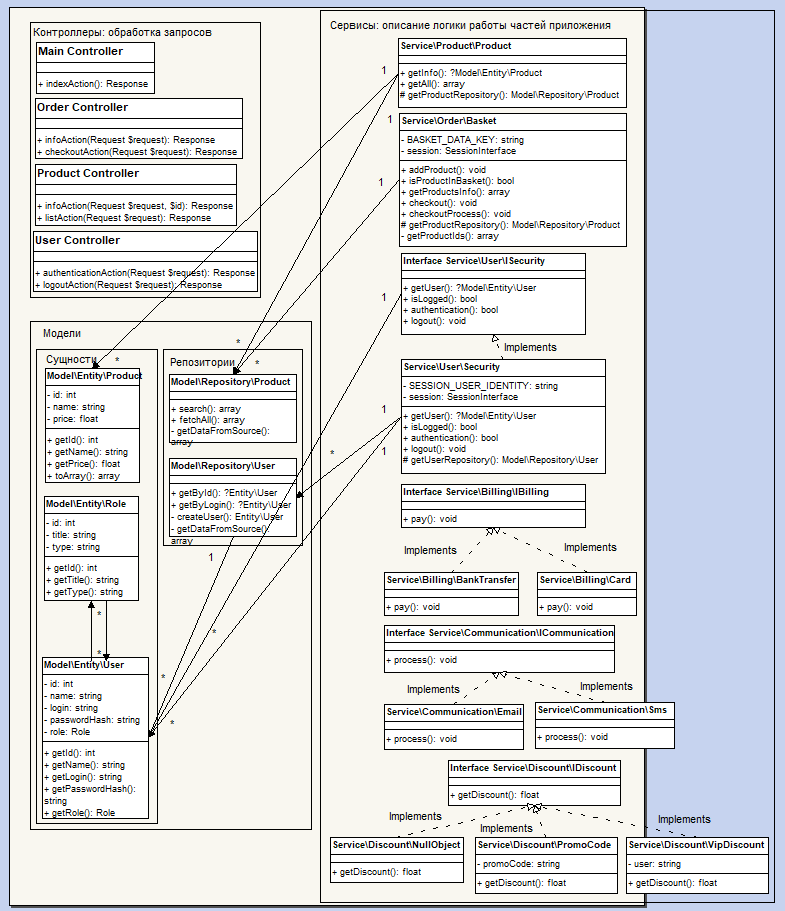 Контроллеры: обработка запросов
Main Controller
+ indexAction(): Response
Order Controller
+ infoAction(Request $request): Response
+ checkoutAction(Request $request): Response
Product Controller
+ infoAction(Request $request, $id): Response
+ listAction(Request $request): Response
User Controller
+ authenticationAction(Request $request): Response
+ logoutAction(Request $request): Response
Модели
Сущности
*
Model\Entity\Product
- id: int
- name: string
- price: float
+ getId(): int
+ getName(): string
+ getPrice(): float
+ toArray(): array
Model\Entity\Role
- id: int
- title: string
- type: string
+ getId(): int
+ getTitle(): string
+ getType(): string
*
*
Model\Entity\User
- id: int
- name: string
- login: string
- passwordHash: string
- role: Role
+ getId(): int
+ getName(): string
+ getLogin(): string
+ getPasswordHash():
string
+ getRole(): Role
Репозитории
*
*
Model\Repository\Product
+ search(): array
+ fetchAll(): array
- getDataFromSource():
array
Model\Repository\User
+ getById(): ?Entity\User
+ getByLogin(): ?Entity\User
- createUser(): Entity\User
- getDataFromSource():
array
1
*
*
*
*
Сервисы: описание логики работы частей приложения
1
Service\Product\Product
+ getInfo(): ?Model\Entity\Product
+ getAll(): array
# getProductRepository(): Model\Repository\Product
1
Service\Order\Basket
- BASKET_DATA_KEY: string
- session: SessionInterface
1
+ addProduct(): void
+ isProductInBasket(): bool
+ getProductsInfo(): array
+ checkout(): void
+ checkoutProcess(): void
# getProductRepository(): Model\Repository\Product
- getProductIds(): array
Interface Service\User\ISecurity
1
+ getUser(): ?Model\Entity\User
+ isLogged(): bool
+ authentication(): bool
+ logout(): void
Implements
Service\User\Security
- SESSION_USER_IDENTITY: string
- session: SessionInterface
1
+ getUser(): ?Model\Entity\User
+ isLogged(): bool
+ authentication(): bool
+ logout(): void
# getUserRepository(): Model\Repository\User
1
Interface Service\Billing\IBilling
+ pay(): void
Implements
Implements
Service\Billing\BankTransfer
+ pay(): void
Service\Billing\Card
+ pay(): void
Interface Service\Communication\ICommunication
+ process(): void
Implements
Implements
Service\Communication\Email
+ process(): void
Service\Communication\Sms
+ process(): void
Interface Service\Discount\IDiscount
+ getDiscount(): float
Implements
Implements
Implements
Service\Discount\NullObject
+ getDiscount(): float
Service\Discount\PromoCode
- promoCode: string
+ getDiscount(): float
Service\Discount\VipDiscount
- user: string
+ getDiscount(): float